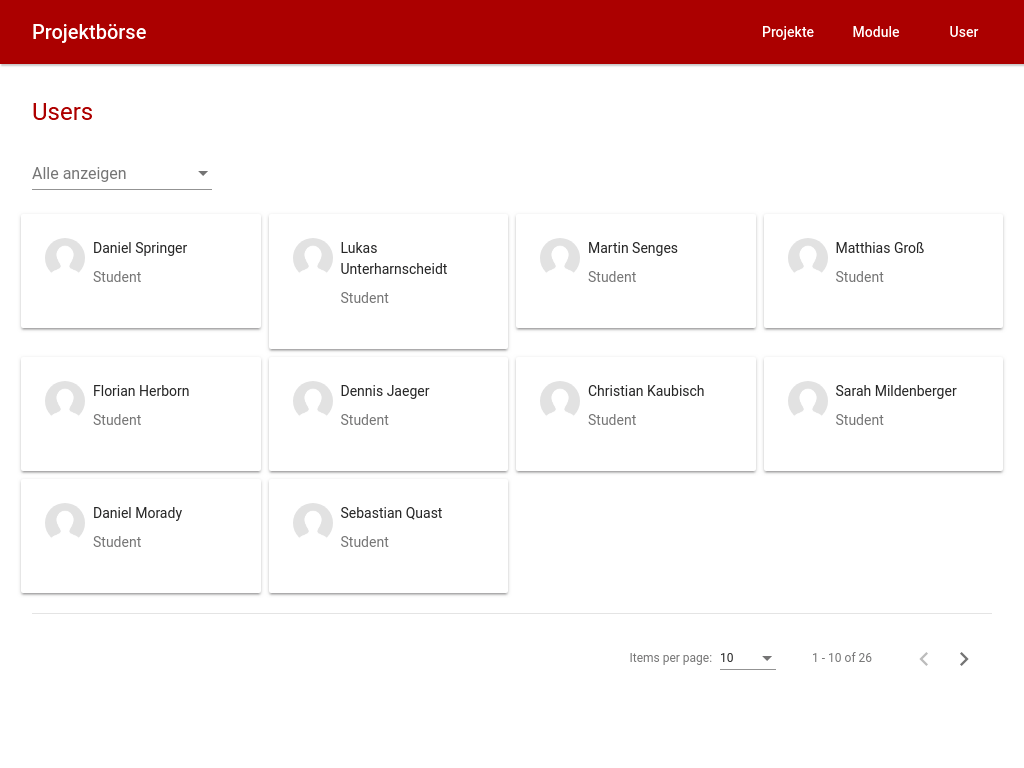 Projektbörse
Projekte
Module
User
Users
Alle anzeigen
Daniel Springer
Student
Lukas
Unterharnscheidt
Student
Martin Senges
Student
Matthias Groß
Student
Florian Herborn
Student
Dennis Jaeger
Student
Christian Kaubisch
Student
Sarah Mildenberger
Student
Daniel Morady
Student
Sebastian Quast
Student
Items per page: 10
1 - 10 of 26